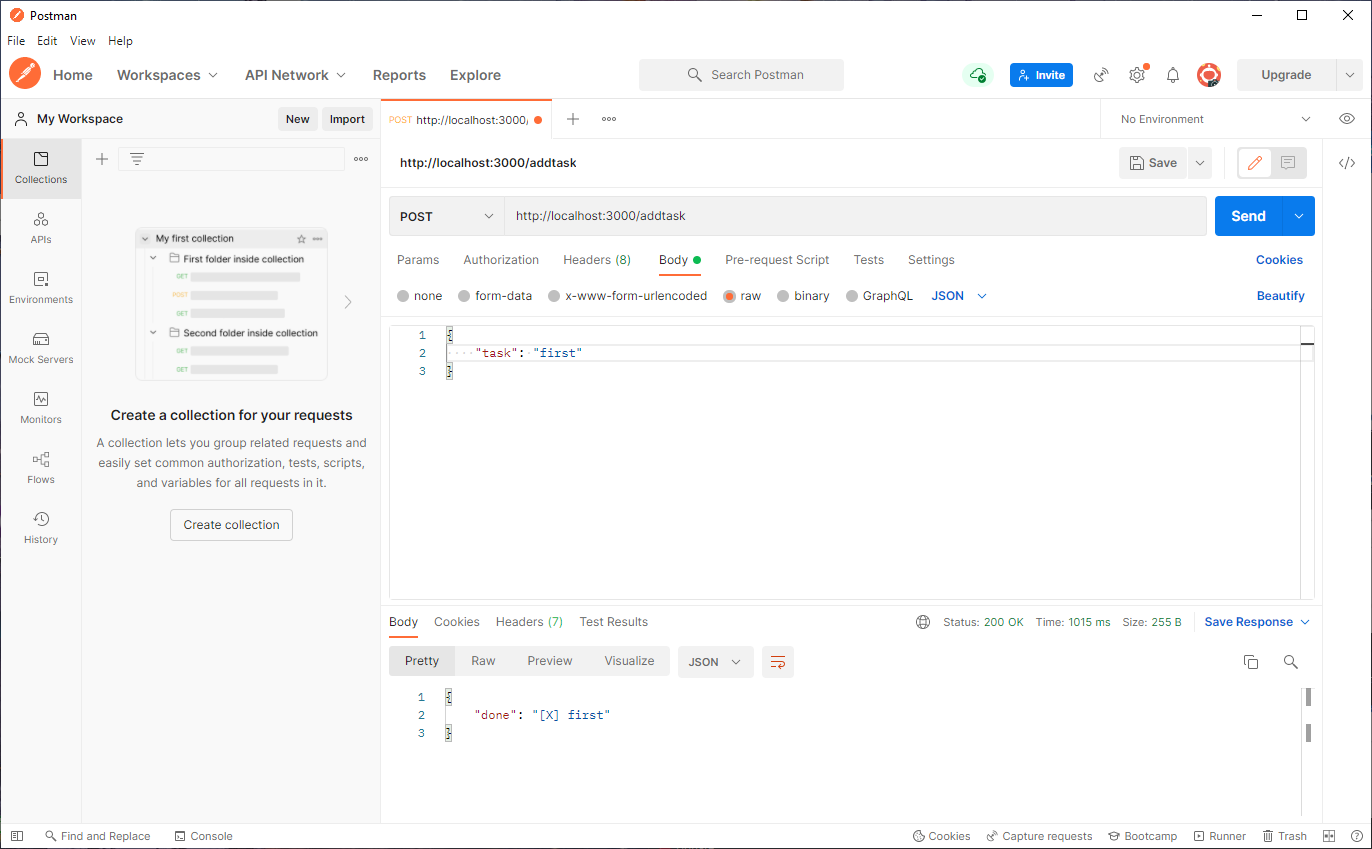 Postman
File Edit View Help
Home Workspaces API Network Reports Explore Search Postman Invite Upgrade
My Workspace New Import POST http://localhost:3000/ No Environment
Collections
APIs
Environments
Mock Servers
Monitors
Flows
History
My first collection
First folder inside collection
GET
POST
GET
Second folder inside collection
GET
GET
Create a collection for your requests
A collection lets you group related requests and
easily set common authorization, tests, scripts,
and variables for all requests in it.
Create collection
http://localhost:3000/addtask Save
POST http://localhost:3000/addtask Send
Params Authorization Headers (8) Body Pre-request Script Tests Settings Cookies
none form-data x-www-form-urlencoded raw binary GraphQL JSON Beautify
1 {
2 "task": "first"
3 }
Body Cookies Headers (7) Test Results Status: 200 OK Time: 1015 ms Size: 255 B Save Response
Pretty Raw Preview Visualize JSON
1 {
2 "done": "[X] first"
3 }
Find and Replace Console Cookies Capture requests Bootcamp Runner Trash